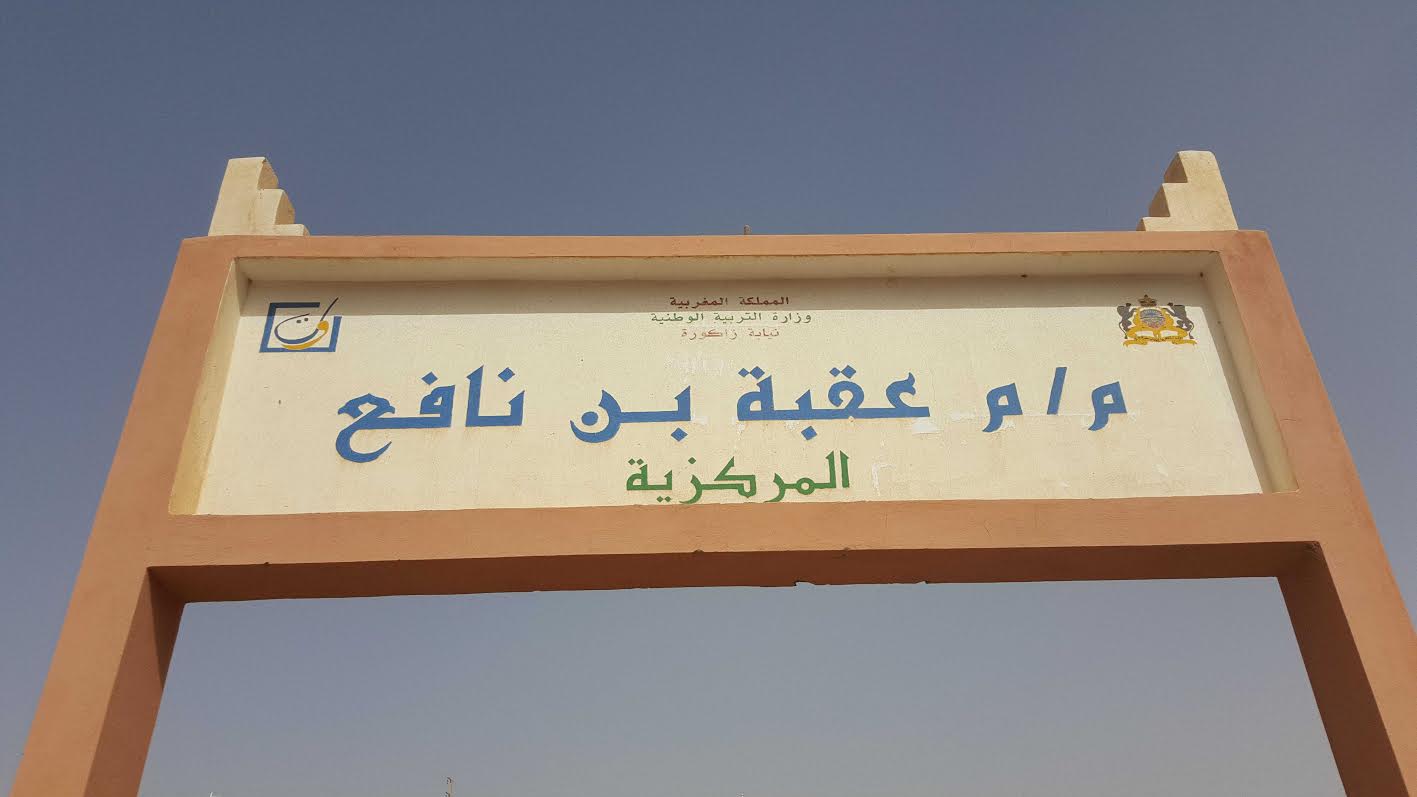 المملكة المغربية
وزارة التربية الوطنية
نيابة زاكورة
م/م عقبة بن نافع
المركزية